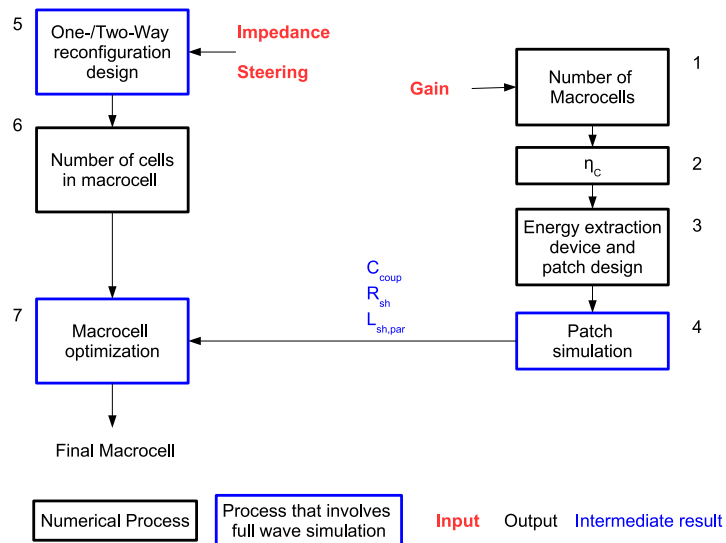 5
One-/Two-Way
reconfiguration
design
Impedance
Steering
6
Number of cells
in macrocell
7
Macrocell
optimization
Final Macrocell
Gain
1
Number of
Macrocells
2
ηC
3
Energy extraction
device and
patch design
4
Patch
simulation
Ccoup
Rsh
Lsh,par
Numerical Process
Process that involves
full wave simulation
Input Output Intermediate result